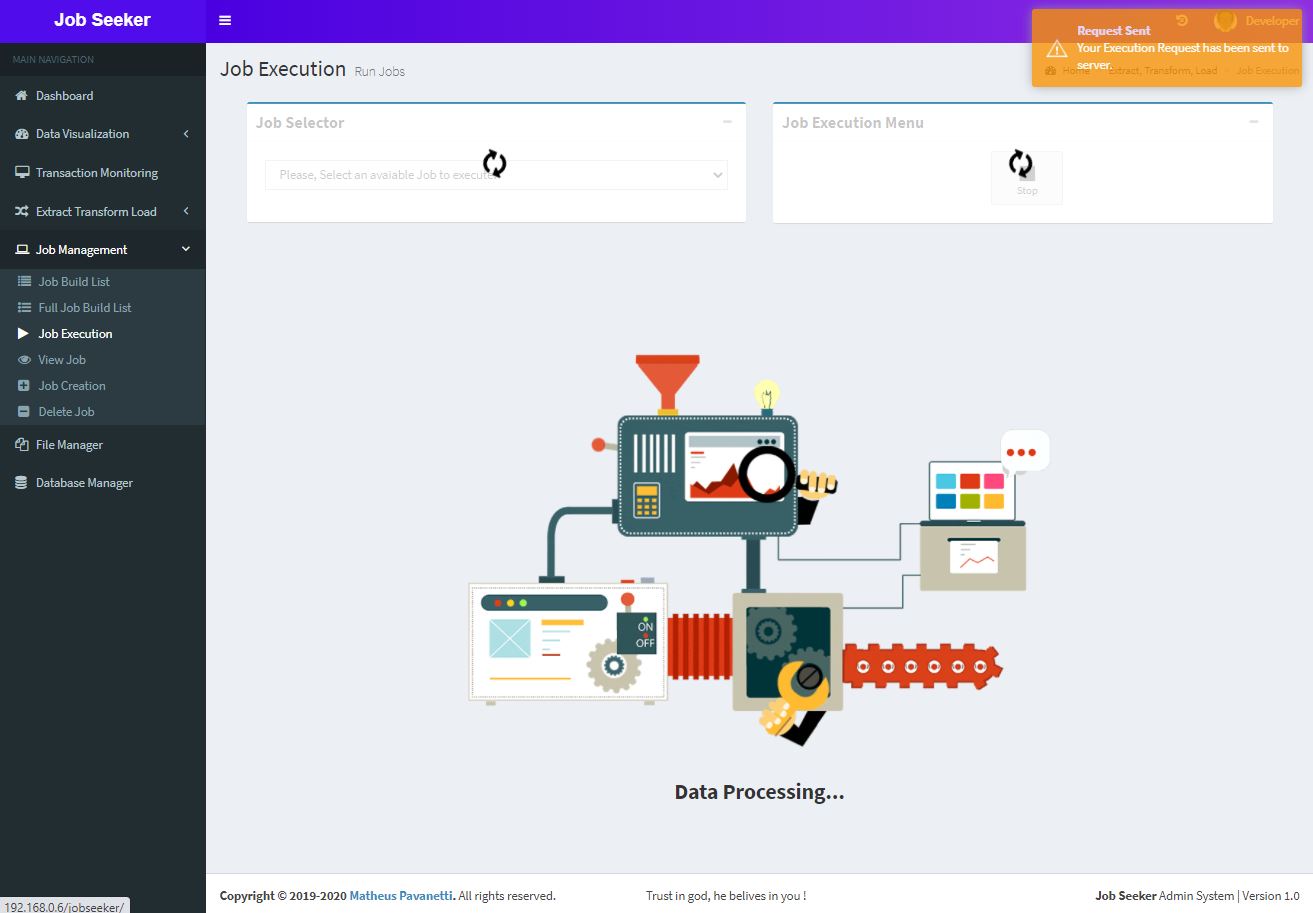 Job Seeker
Developer
Request Sent
Your Execution Request has been sent to
server.
MAIN NAVIGATION
Job Execution Run Jobs
Home
Extract, Transform, Load
Job Execution
Dashboard
Data Visualization
Transaction Monitoring
Extract Transform Load
Job Management
Job Build List
Full Job Build List
Job Execution
View Job
Job Creation
Delete Job
File Manager
Database Manager
Job Selector
Please, Select an avaiable Job to execute
Job Execution Menu
Stop
ON
OFF
Data Processing...
Copyright © 2019-2020 Matheus Pavanetti. All rights reserved.
Trust in god, he belives in you !
Job Seeker Admin System | Version 1.0
192.168.0.6/jobseeker/